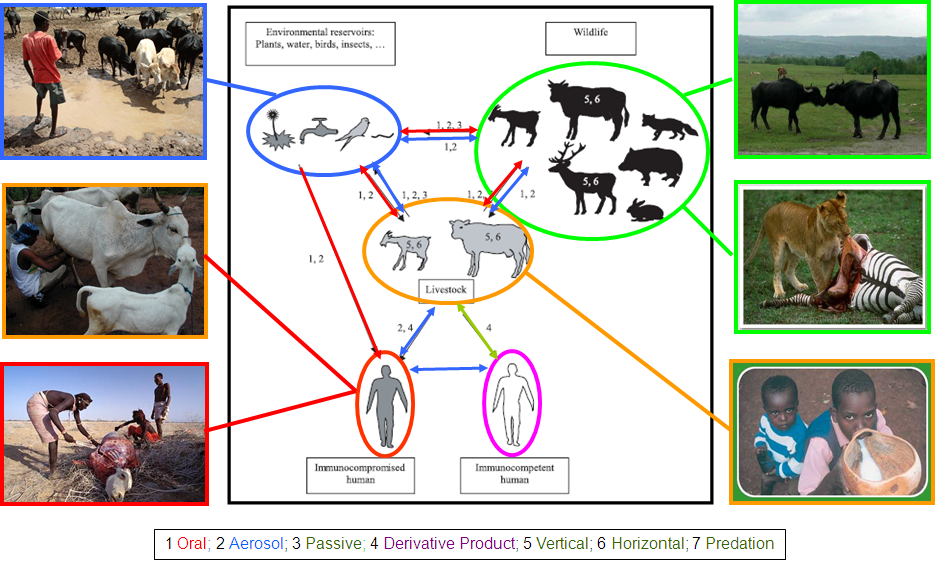 Environmental reservoirs:
Plants, water, birds, insects, …
Wildlife
5, 6
1, 2, 3
1,2
5, 6
1, 2
1, 2, 3
1, 2,
1, 2
5, 6
5, 6
1, 2
Livestock
2, 4
4
Immunocompromised
human
Immunocompetent
human
1 Oral; 2 Aerosol; 3 Passive; 4 Derivative Product; 5 Vertical; 6 Horizontal; 7 Predation